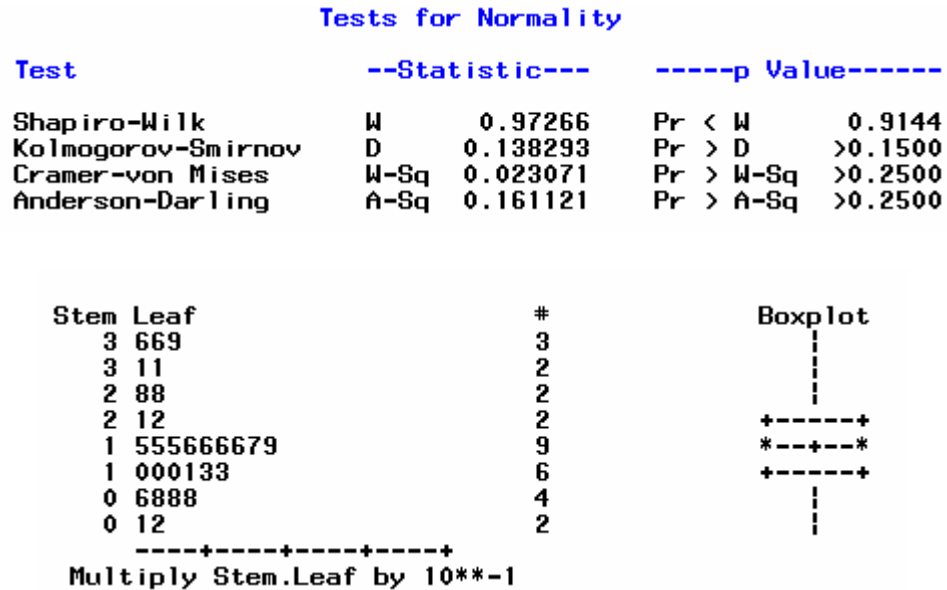 Tests for Normality
Test --Statistic--- -----p Value------
Shapiro-Wilk W 0.97266 Pr < W 0.9144
Kolmogorov-Smirnov D 0.138293 Pr > D >0.1500
Cramer-von Mises W-Sq 0.023071 Pr > W-Sq >0.2500
Anderson-Darling A-Sq 0.161121 Pr > A-Sq >0.2500
Stem Leaf # Boxplot
3 669 3 |
3 11 2 |
2 88 2 |
2 12 2 +-----+
1 555666679 9 *--+--*
1 000133 6 +-----+
0 6888 4 |
0 12 2 |
----+----+----+----+
Multiply Stem.Leaf by 10**-1